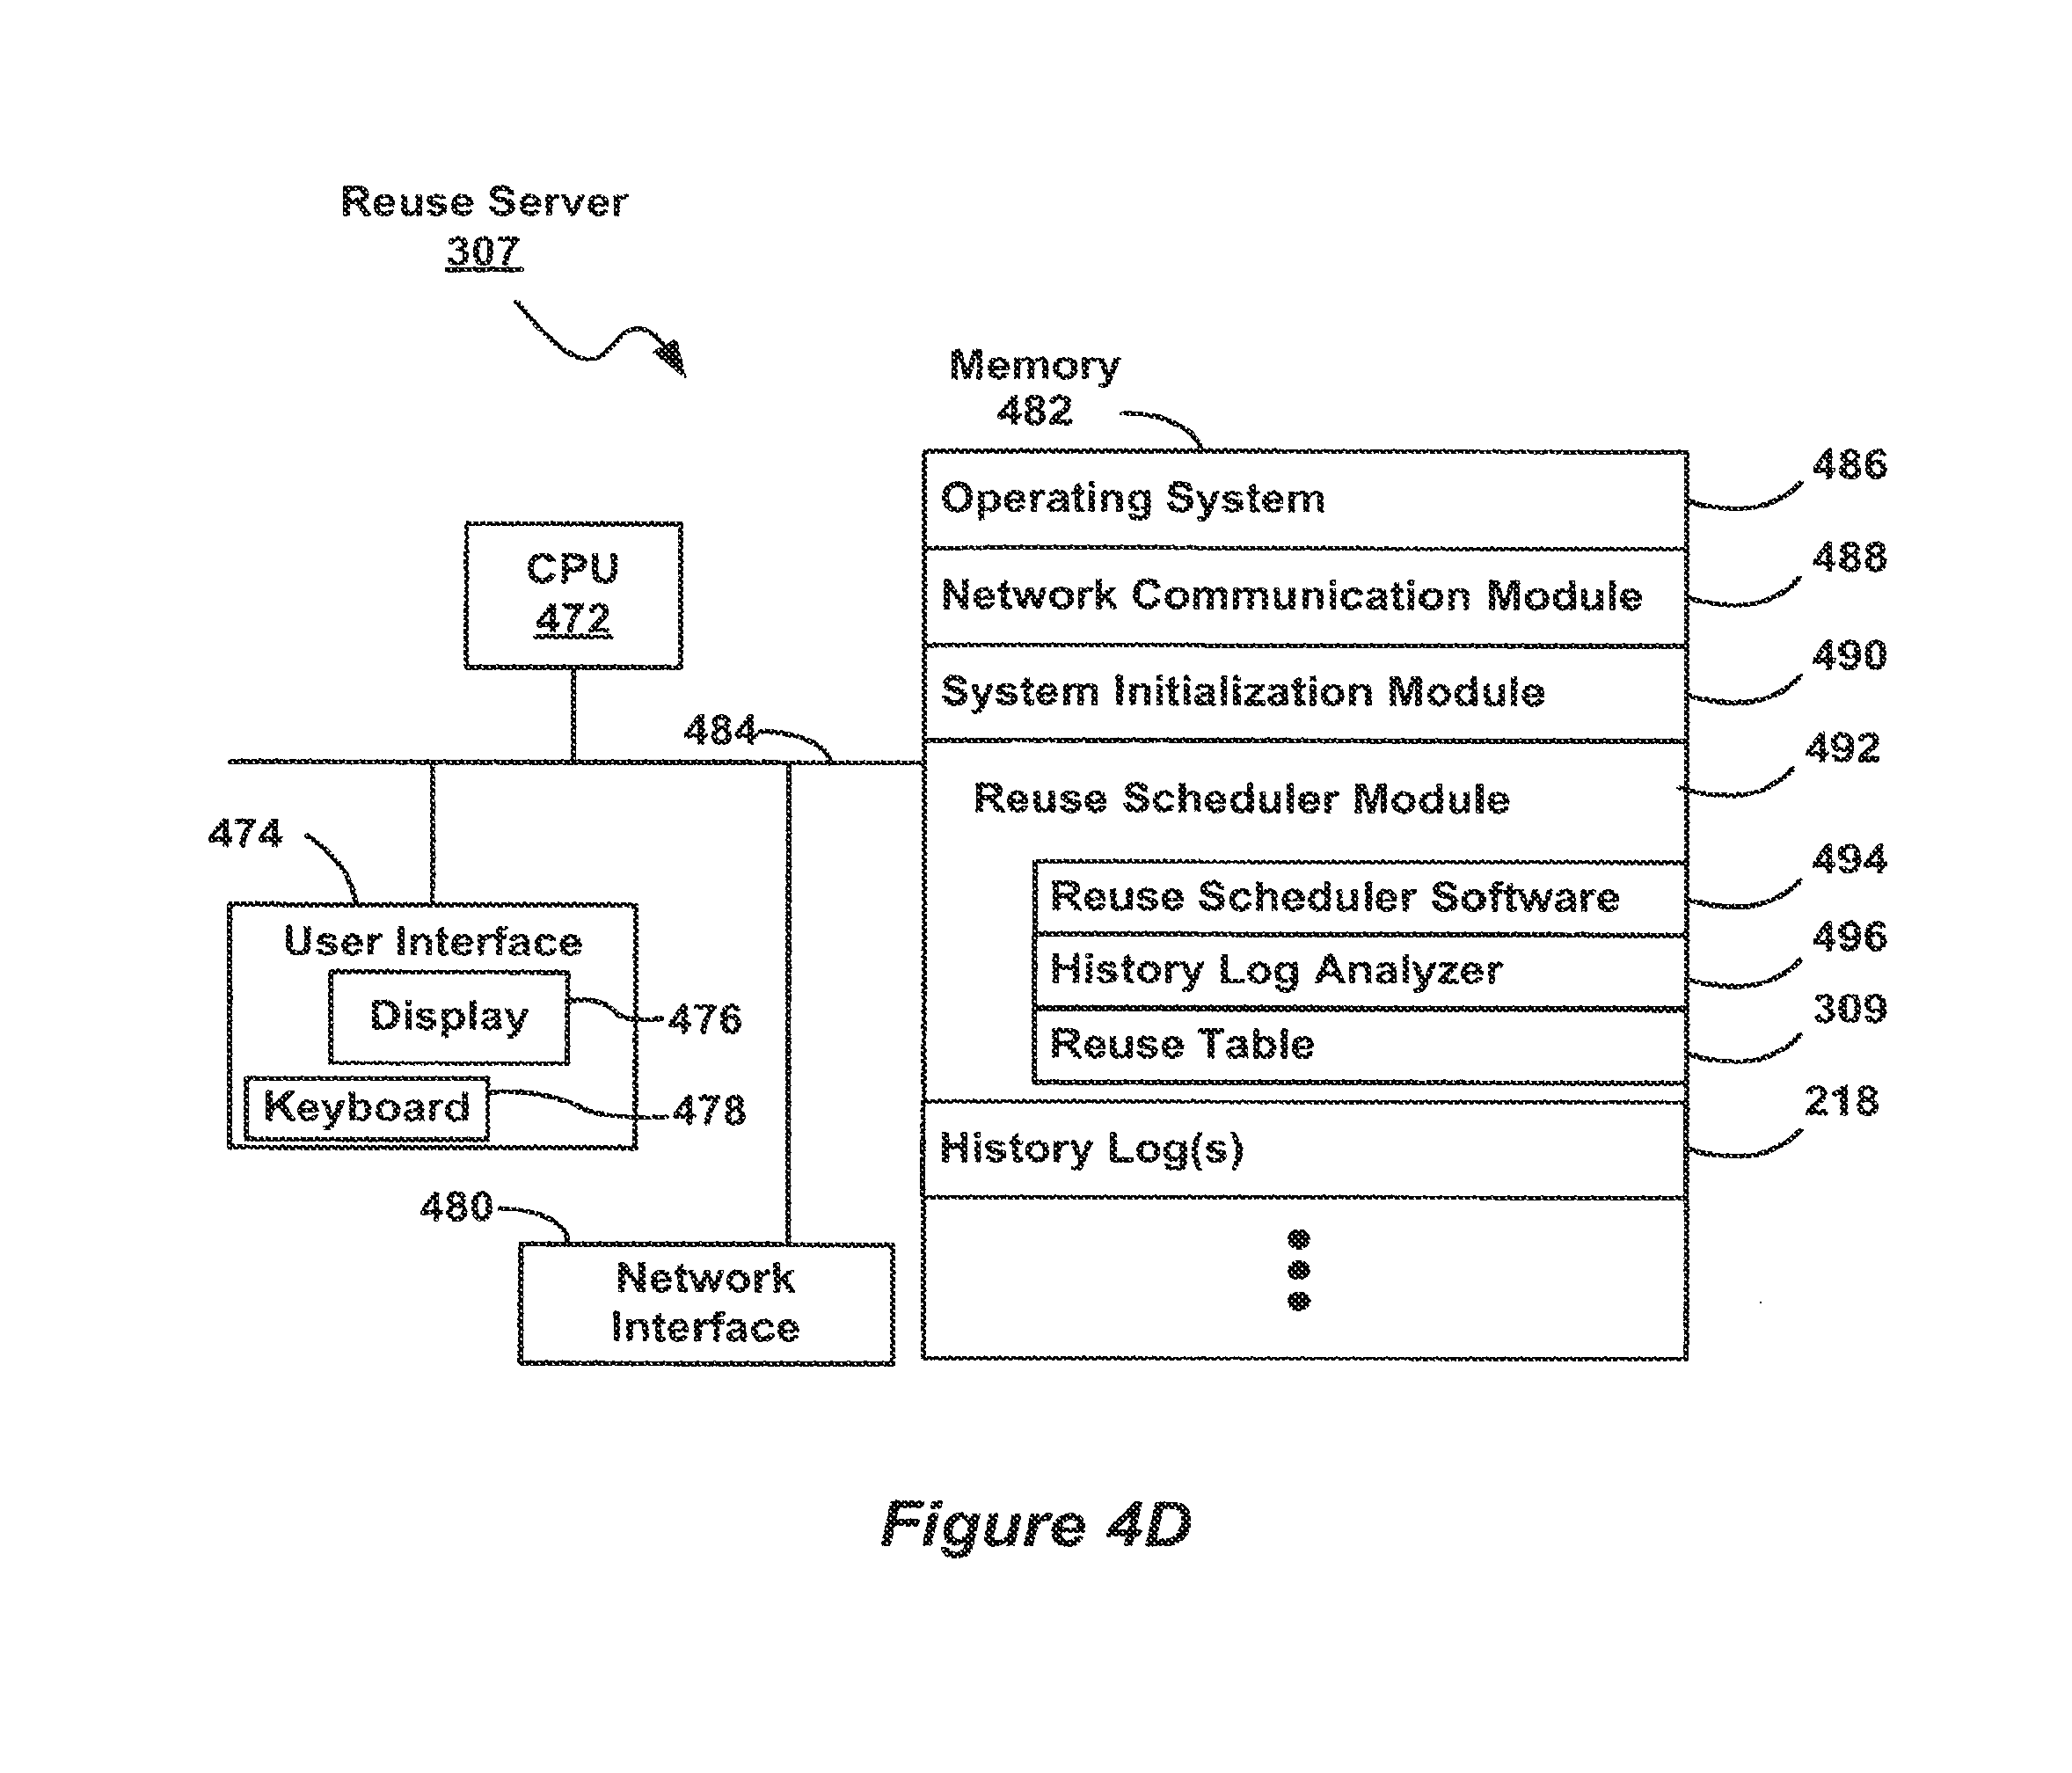 Reuse Server
307
Memory
482
Operating System
486
Network Communication Module
488
System Initialization Module
490
Reuse Scheduler Module
492
Reuse Scheduler Software
494
History Log Analyzer
496
Reuse Table
309
History Log(s)
218
CPU
472
484
474
User Interface
Display
476
Keyboard
478
480
Network
Interface
Figure 4D